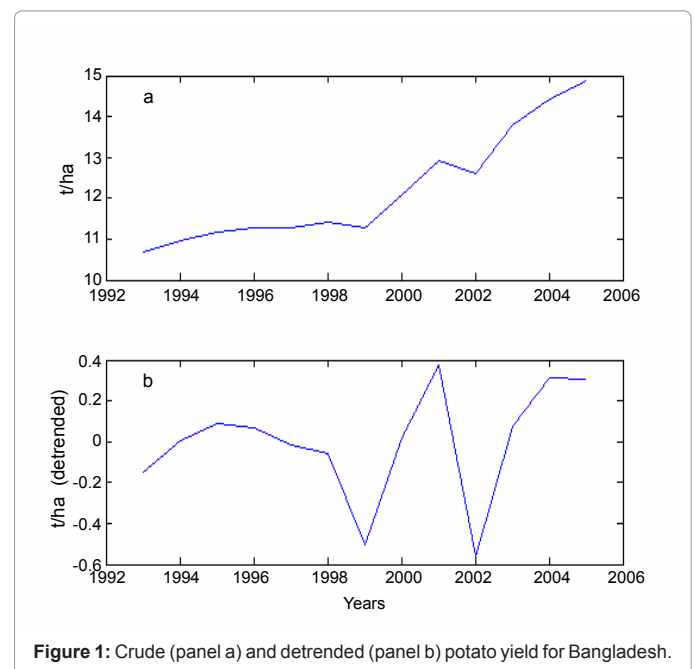 15
a
14
13
t/ha
12
11
10
1992 1994 1996 1998 2000 2002 2004 2006
0.4
b
0.2
0
t/ha (detrended)
-0.2
-0.4
-0.6
1992 1994 1996 1998 2000 2002 2004 2006
Years
Figure 1: Crude (panel a) and detrended (panel b) potato yield for Bangladesh.